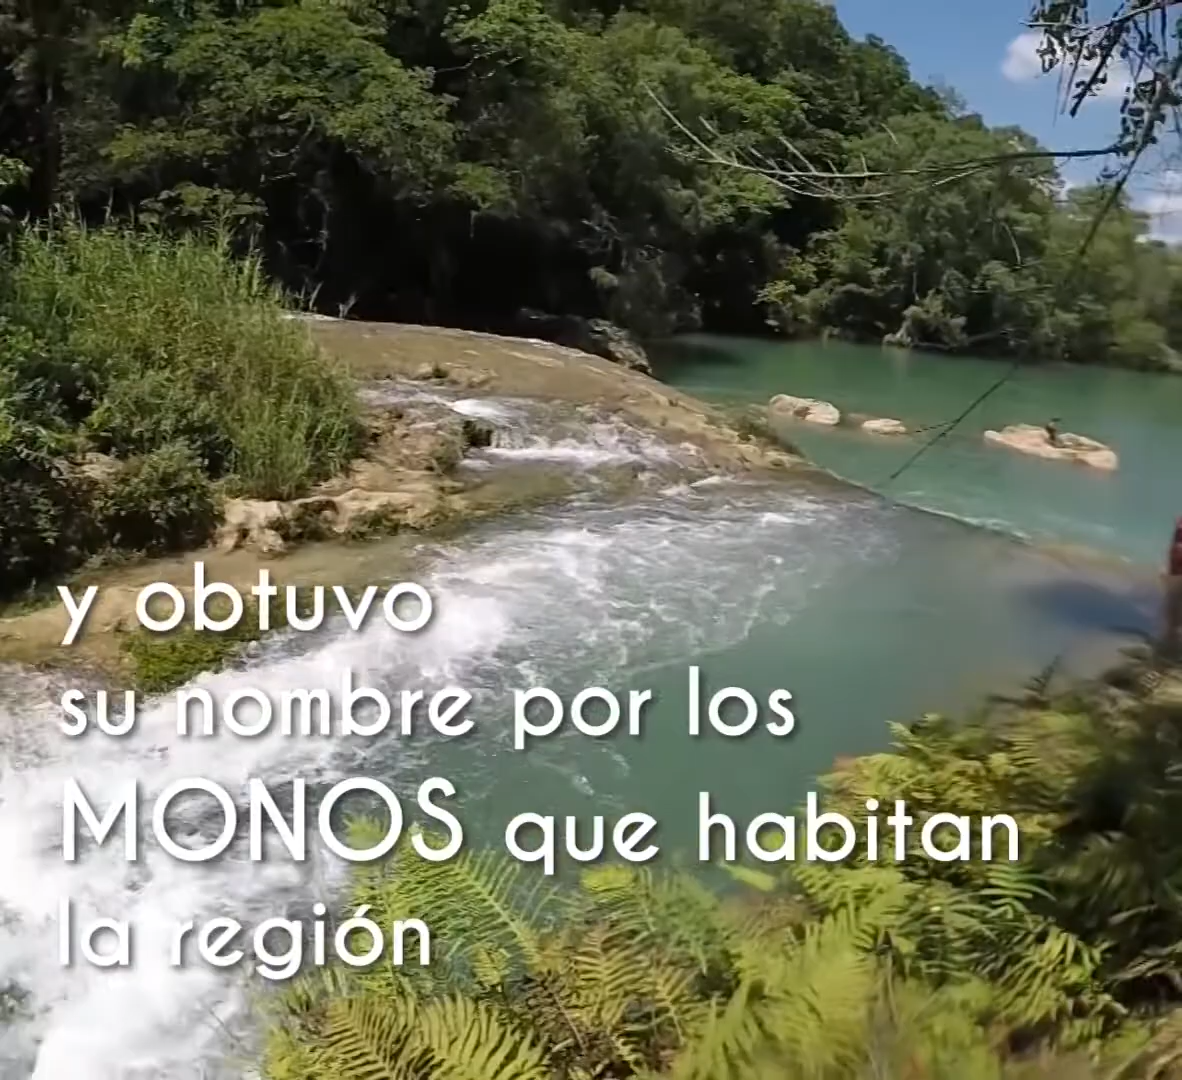 y obtuvo
su nombre por los
MONOS que habitan
la región